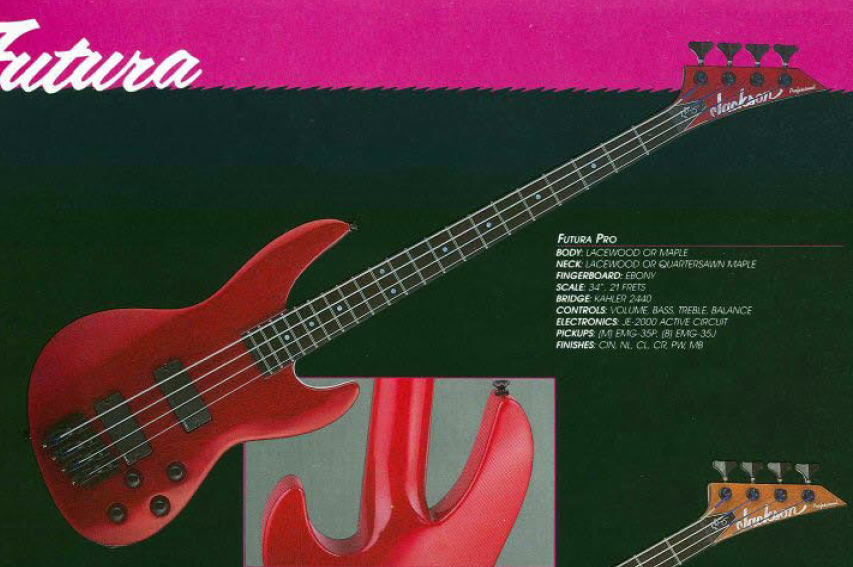 Futura
Jackson
Professional
FUTURA PRO
BODY: LACEWOOD OR MAPLE
NECK: LACEWOOD OR QUARTERSAWN MAPLE
FINGERBOARD: EBONY
SCALE: 34", 21 FRETS
BRIDGE: KAHLER 2440
CONTROLS: VOLUME, BASS, TREBLE, BALANCE
ELECTRONICS: JE-2000 ACTIVE CIRCUIT
PICKUPS: (M) EMG-35P, (B) EMG-35J
FINISHES: CIN, NL, CL, CR, PW, MB
Jackson
Professional